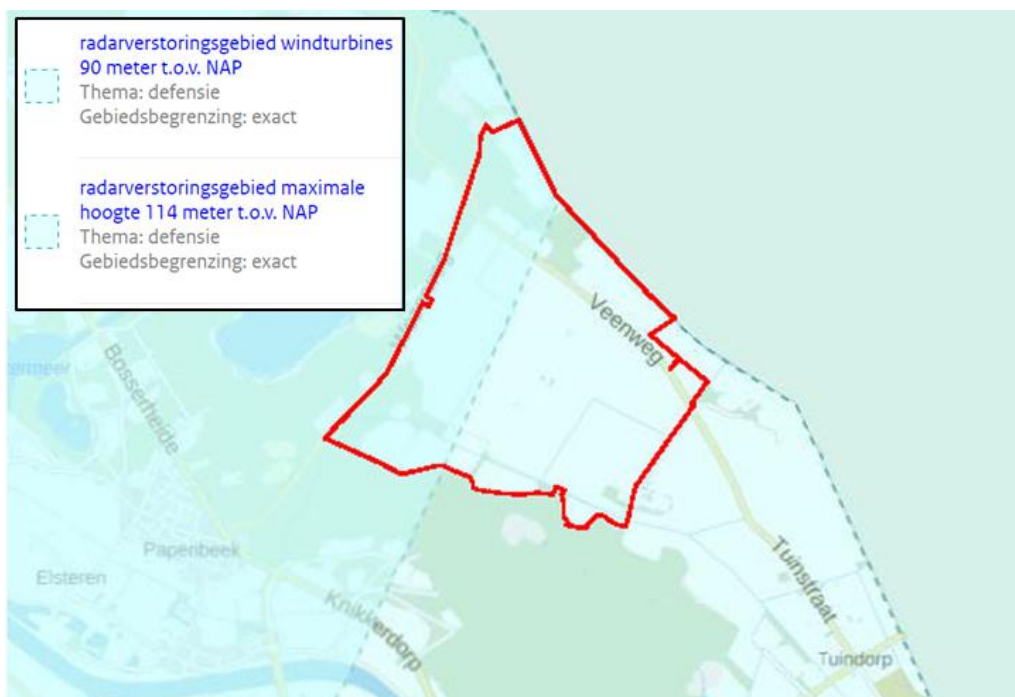 radarverstoringsgebied windturbines
90 meter t.o.v. NAP
Thema: defensie
Gebiedsbegrenzing: exact
radarverstoringsgebied maximale
hoogte 114 meter t.o.v. NAP
Thema: defensie
Gebiedsbegrenzing: exact
Veenweg
Bosserheide
Papenbeek
Elsteren
Knikkerdorp
Tuinstraat
Tuindorp